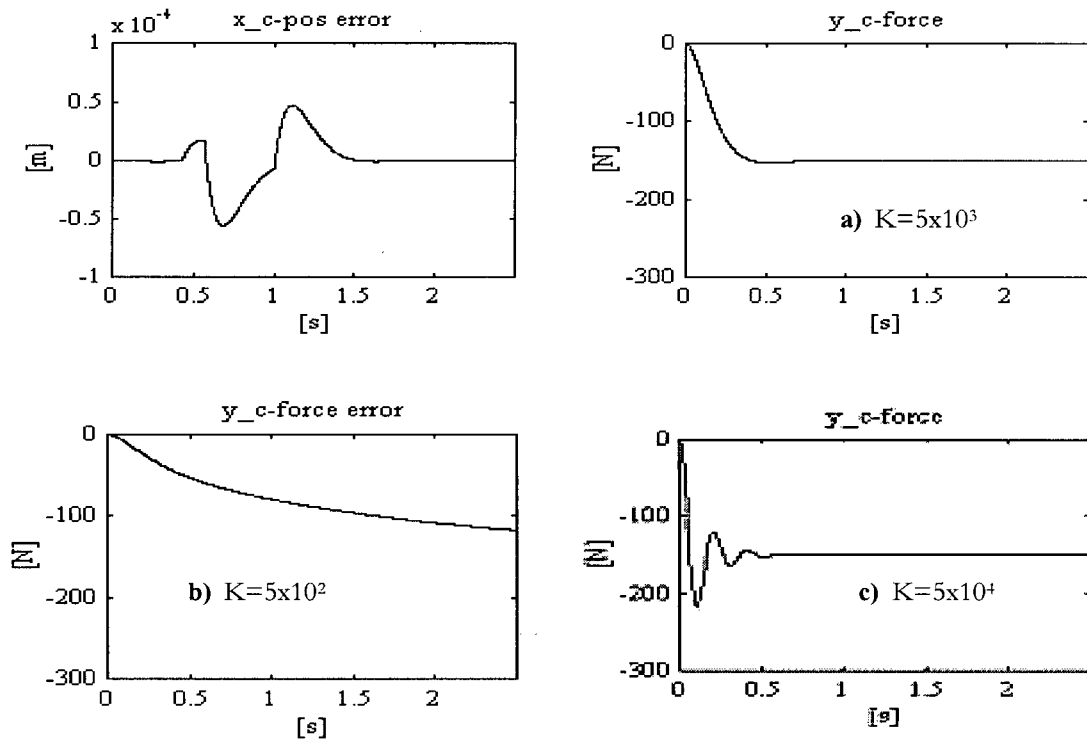 x 10⁻⁴
x_c-pos error
1
0.5
0
-0.5
-1
[m]
0
0.5
1
1.5
2
[s]
y_c-force
0
-100
-200
-300
[N]
a) K=5x10³
0
0.5
1
1.5
2
[s]
y_c-force error
0
-100
-200
-300
[N]
b) K=5x10²
0
0.5
1
1.5
2
[s]
y_c-force
0
-100
-200
-300
[N]
c) K=5x10⁴
0
0.5
1
1.5
2
[s]